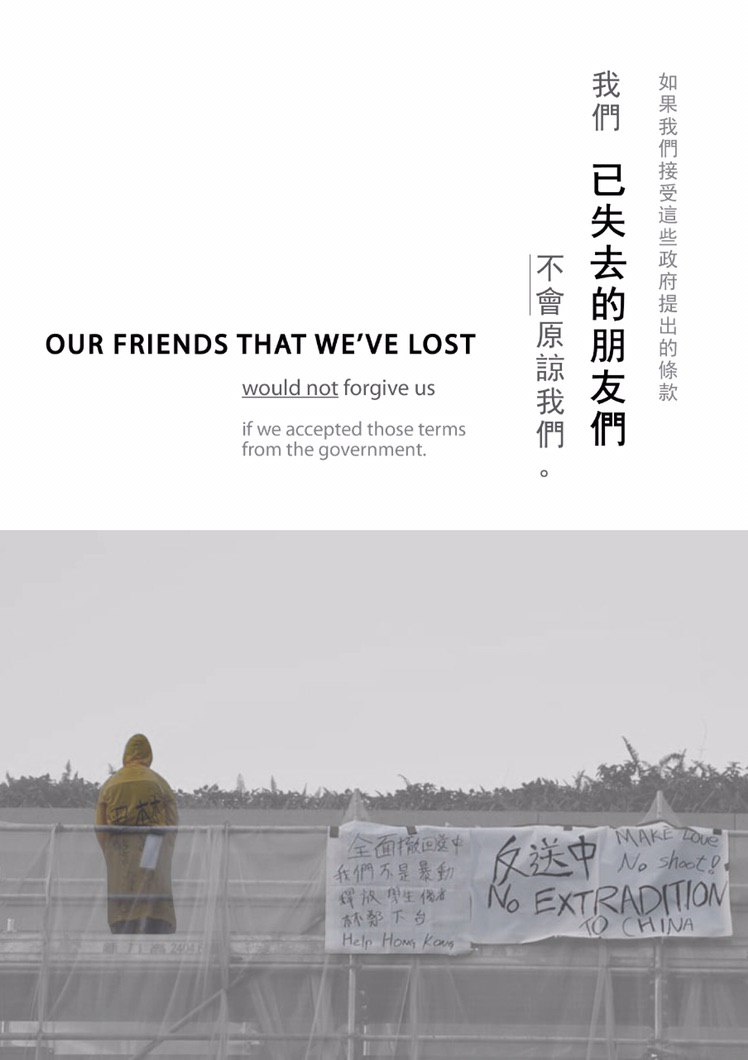 如果我們接受這些政府提出的條款
我們 已失去的朋友們
不會原諒我們。
OUR FRIENDS THAT WE’VE LOST
would not forgive us
if we accepted those terms
from the government.
全面撤回送中
我們不是暴動
釋放學生傷者
林鄭下台
Help Hong Kong
反送中
No EXTRADITION
TO CHINA
MAKE Love
No shoot!